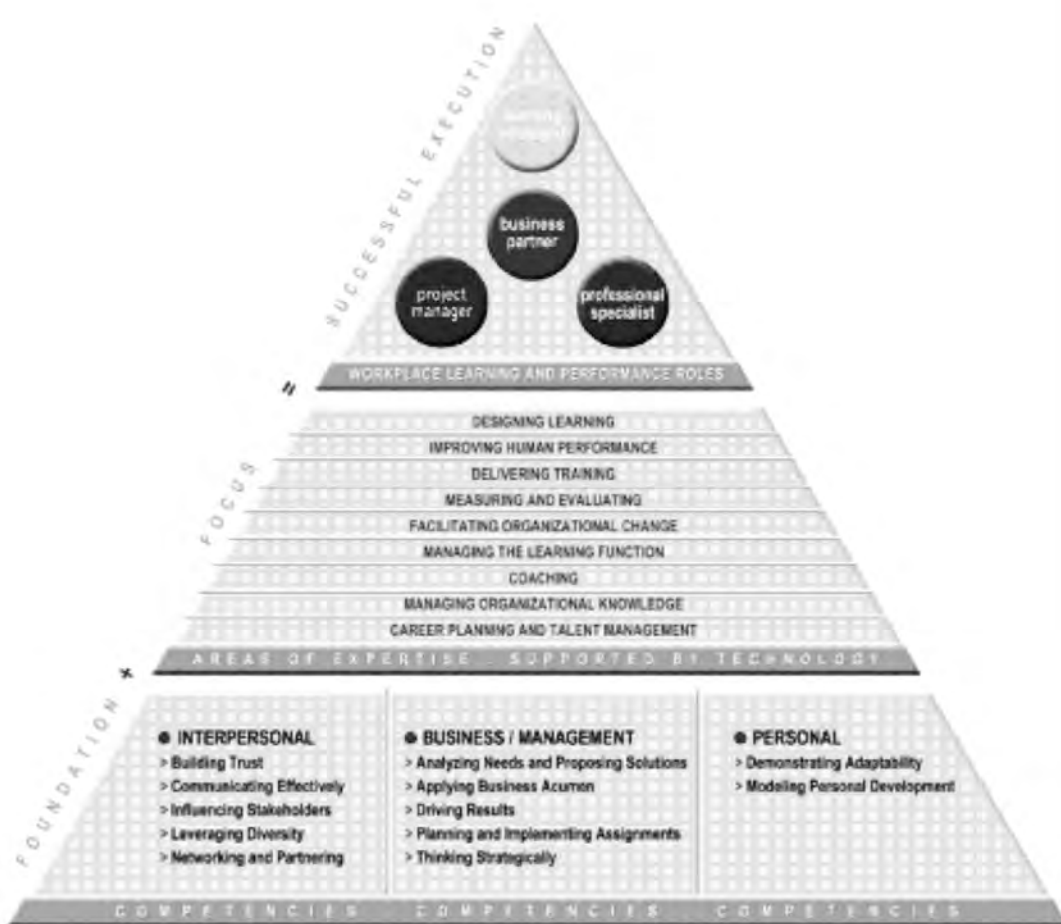 SUCCESSFUL EXECUTION
business
partner
project
manager
professional
specialist
WORKPLACE LEARNING AND PERFORMANCE ROLES
=
FOCUS
DESIGNING LEARNING
IMPROVING HUMAN PERFORMANCE
DELIVERING TRAINING
MEASURING AND EVALUATING
FACILITATING ORGANIZATIONAL CHANGE
MANAGING THE LEARNING FUNCTION
COACHING
MANAGING ORGANIZATIONAL KNOWLEDGE
CAREER PLANNING AND TALENT MANAGEMENT
AREAS OF EXPERTISE SUPPORTED BY TECHNOLOGY
FOUNDATION
● INTERPERSONAL
> Building Trust
> Communicating Effectively
> Influencing Stakeholders
> Leveraging Diversity
> Networking and Partnering
● BUSINESS / MANAGEMENT
> Analyzing Needs and Proposing Solutions
> Applying Business Acumen
> Driving Results
> Planning and Implementing Assignments
> Thinking Strategically
● PERSONAL
> Demonstrating Adaptability
> Modeling Personal Development
COMPETENCIES COMPETENCIES COMPETENCIES